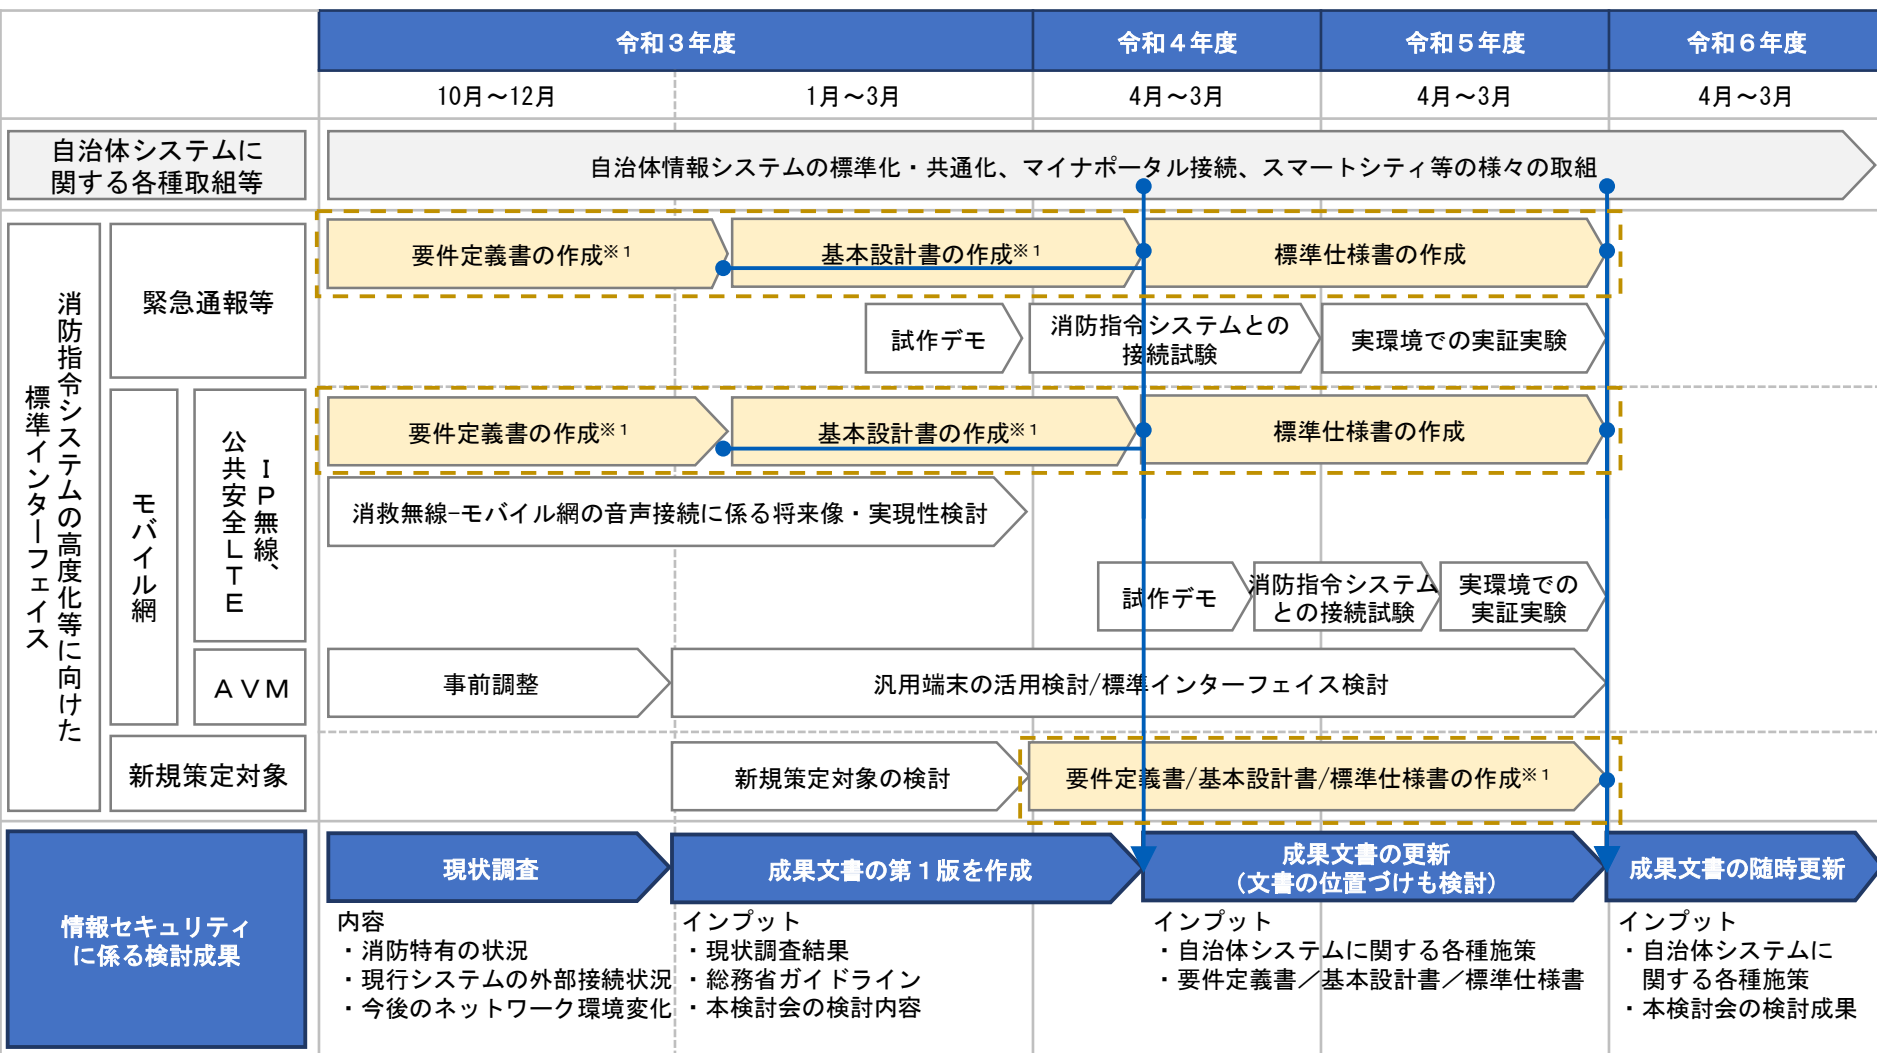 令和３年度
令和４年度
令和５年度
令和６年度
10月～12月
1月～3月
4月～3月
4月～3月
4月～3月
自治体システムに
関する各種取組等
自治体情報システムの標準化・共通化、マイナポータル接続、スマートシティ等の様々の取組
消防指令システムの高度化等に向けた
標準インターフェイス
緊急通報等
要件定義書の作成※1
基本設計書の作成※1
標準仕様書の作成
試作デモ
消防指令システムとの
接続試験
実環境での実証実験
モバイル網
ＩＰ無線、
公共安全ＬＴＥ
要件定義書の作成※1
基本設計書の作成※1
標準仕様書の作成
消救無線-モバイル網の音声接続に係る将来像・実現性検討
試作デモ
消防指令システム
との接続試験
実環境での
実証実験
ＡＶＭ
事前調整
汎用端末の活用検討/標準インターフェイス検討
新規策定対象
新規策定対象の検討
要件定義書/基本設計書/標準仕様書の作成※1
情報セキュリティ
に係る検討成果
現状調査
成果文書の第１版を作成
成果文書の更新
（文書の位置づけも検討）
成果文書の随時更新
内容
・消防特有の状況
・現行システムの外部接続状況
・今後のネットワーク環境変化
インプット
・現状調査結果
・総務省ガイドライン
・本検討会の検討内容
インプット
・自治体システムに関する各種施策
・要件定義書／基本設計書／標準仕様書
インプット
・自治体システムに
関する各種施策
・本検討会の検討成果